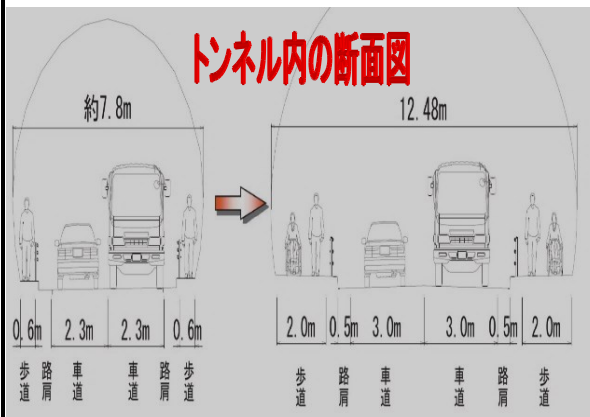 トンネル内の断面図
約7.8m
12.48m
0.6m 2.3m 2.3m 0.6m
2.0m 0.5m 3.0m 3.0m 0.5m 2.0m
歩道 路肩 車道 車道 路肩 歩道
歩道 路肩 車道 車道 路肩 歩道